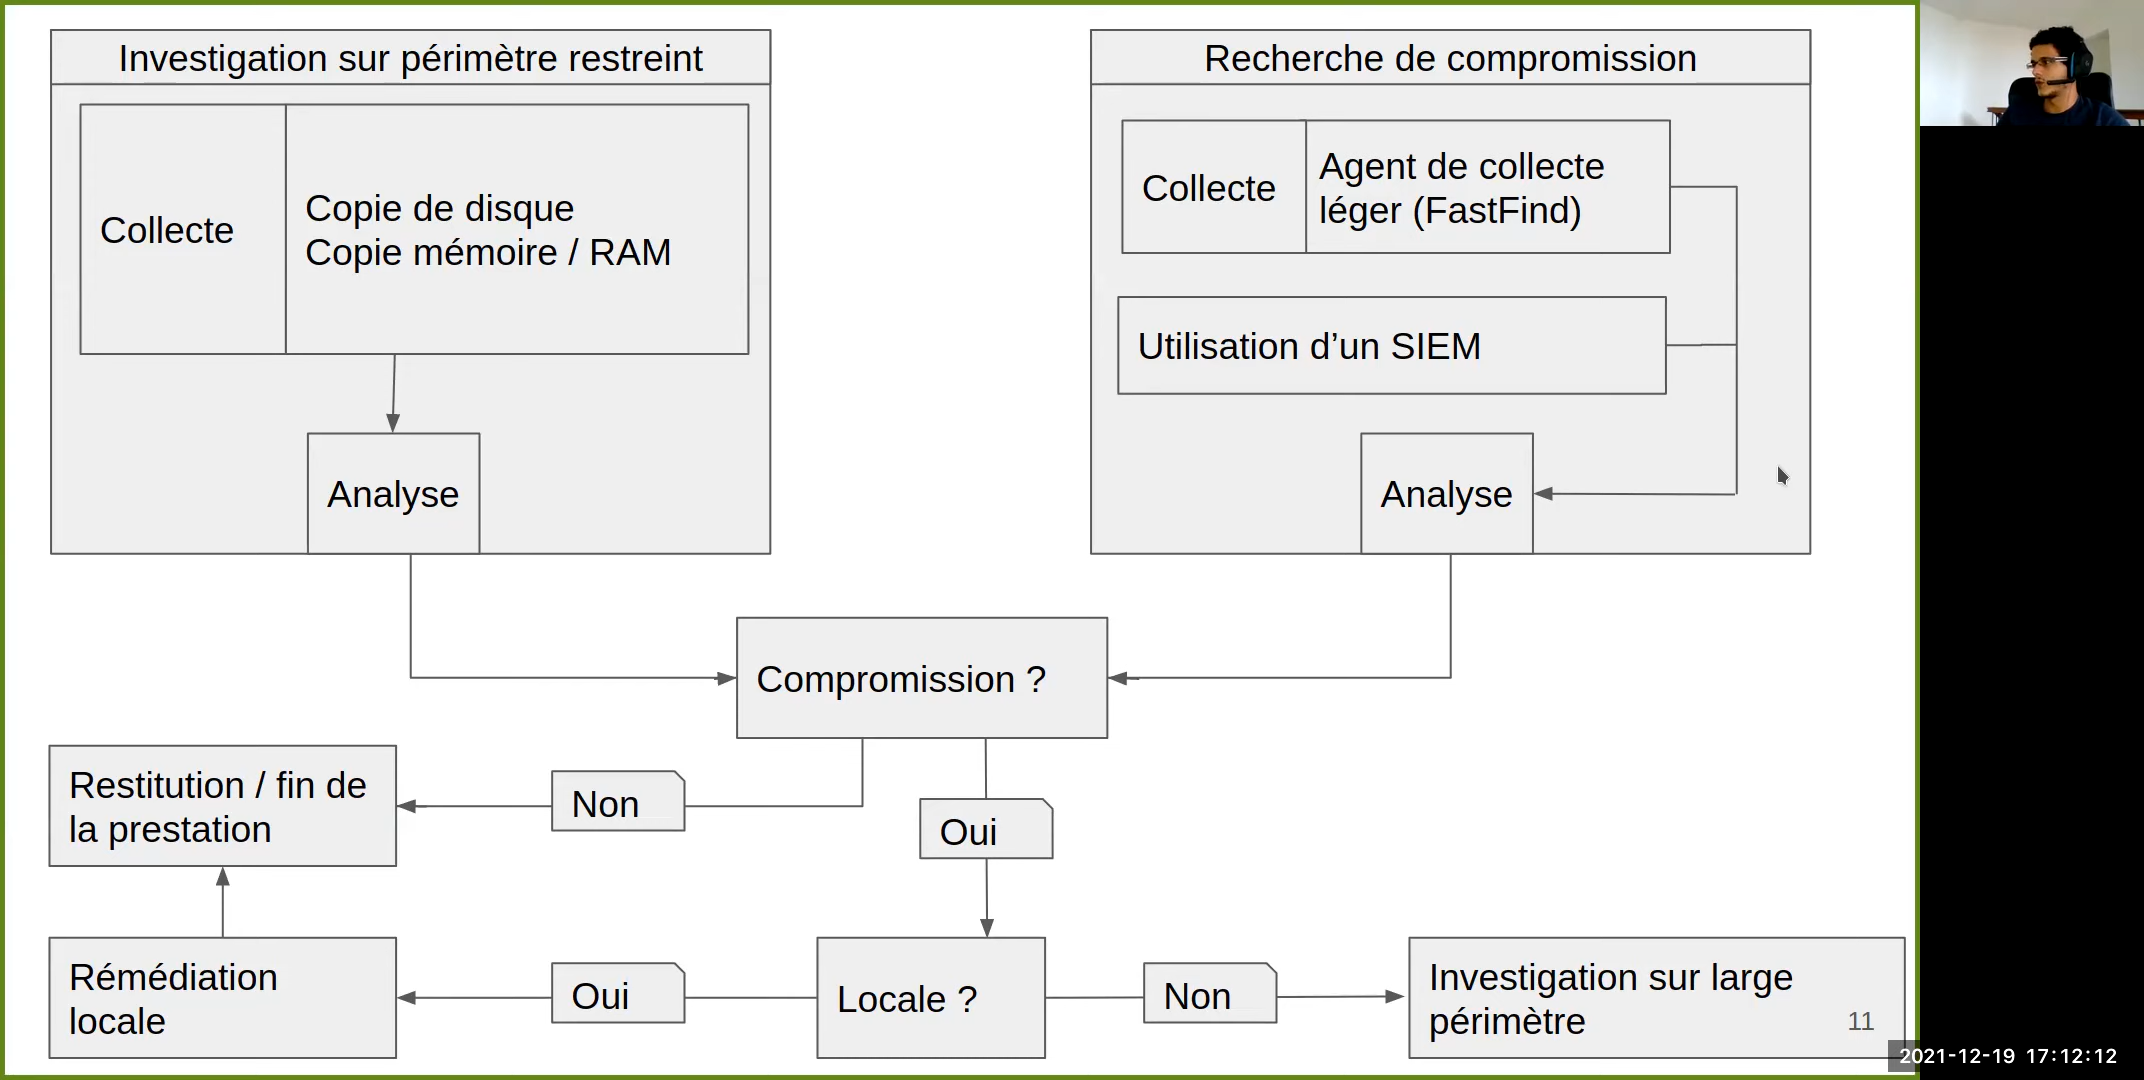 Investigation sur périmètre restreint
Collecte
Copie de disque
Copie mémoire / RAM
Analyse
Recherche de compromission
Collecte
Agent de collecte
léger (FastFind)
Utilisation d’un SIEM
Analyse
Compromission ?
Restitution / fin de
la prestation
Non
Oui
Rémédiation
locale
Oui
Locale ?
Non
Investigation sur large
périmètre
11
2021-12-19 17:12:12